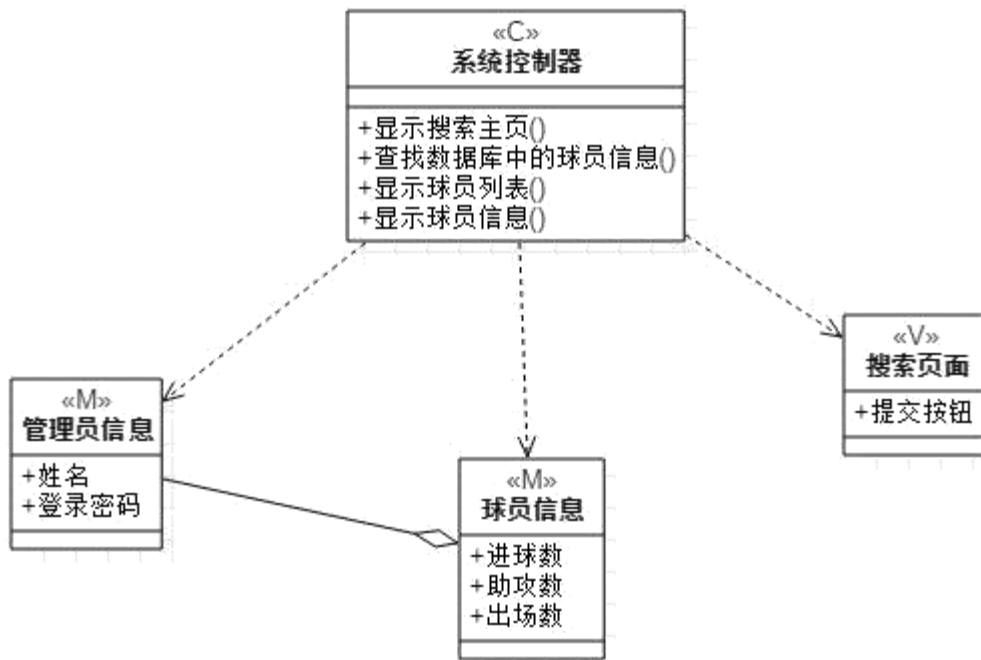 «C»
系统控制器
+显示搜索主页()
+查找数据库中的球员信息()
+显示球员列表()
+显示球员信息()
«V»
搜索页面
+提交按钮
«M»
管理员信息
+姓名
+登录密码
«M»
球员信息
+进球数
+助攻数
+出场数